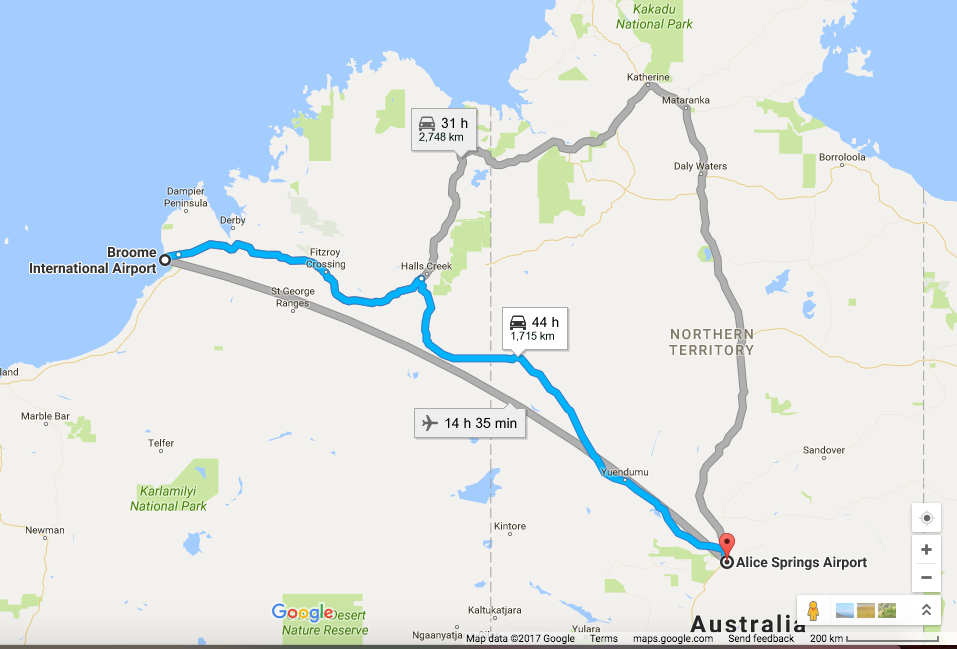 Kakadu
National Park
Katherine
Mataranka
31 h
2,748 km
Daly Waters
Borroloola
Dampier
Peninsula
Derby
Broome
International Airport
Fitzroy
Crossing
Halls Creek
St George
Ranges
44 h
1,715 km
NORTHERN
TERRITORY
land
Marble Bar
14 h 35 min
Telfer
Sandover
Yuendumu
Karlamilyi
National Park
Newman
Kintore
Alice Springs Airport
Google
Desert
Nature Reserve
Kaltukatjara
Ngaanyatja
Yulara
Australia
Map data ©2017 Google
Terms
maps.google.com
Send feedback
200 km